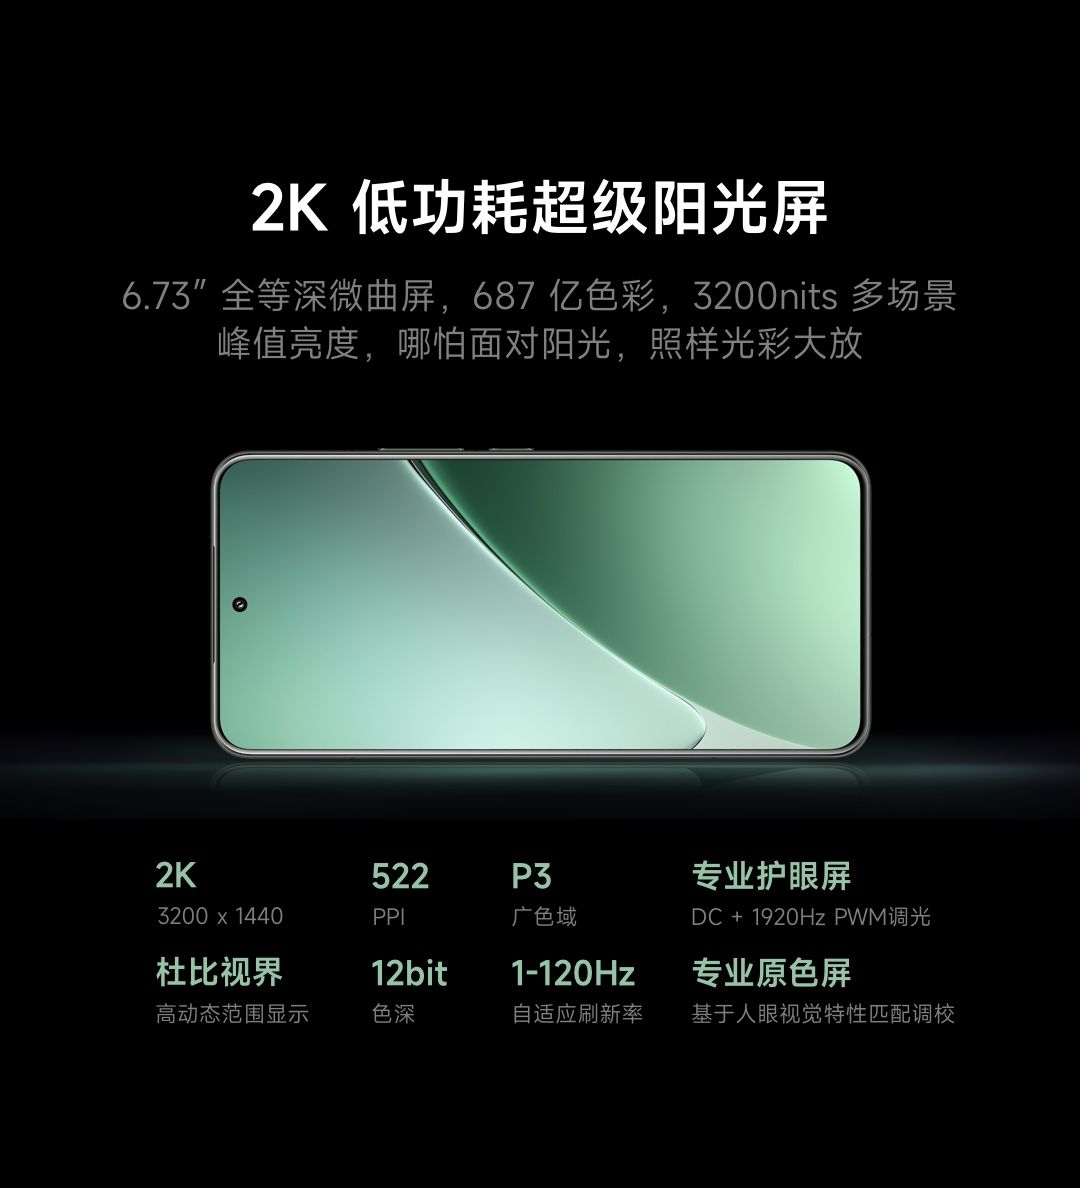 2K 低功耗超级阳光屏
6.73″ 全等深微曲屏，687 亿色彩，3200nits 多场景
峰值亮度，哪怕面对阳光，照样光彩大放
2K
3200 x 1440
522
PPI
P3
广色域
专业护眼屏
DC + 1920Hz PWM调光
杜比视界
高动态范围显示
12bit
色深
1-120Hz
自适应刷新率
专业原色屏
基于人眼视觉特性匹配调校